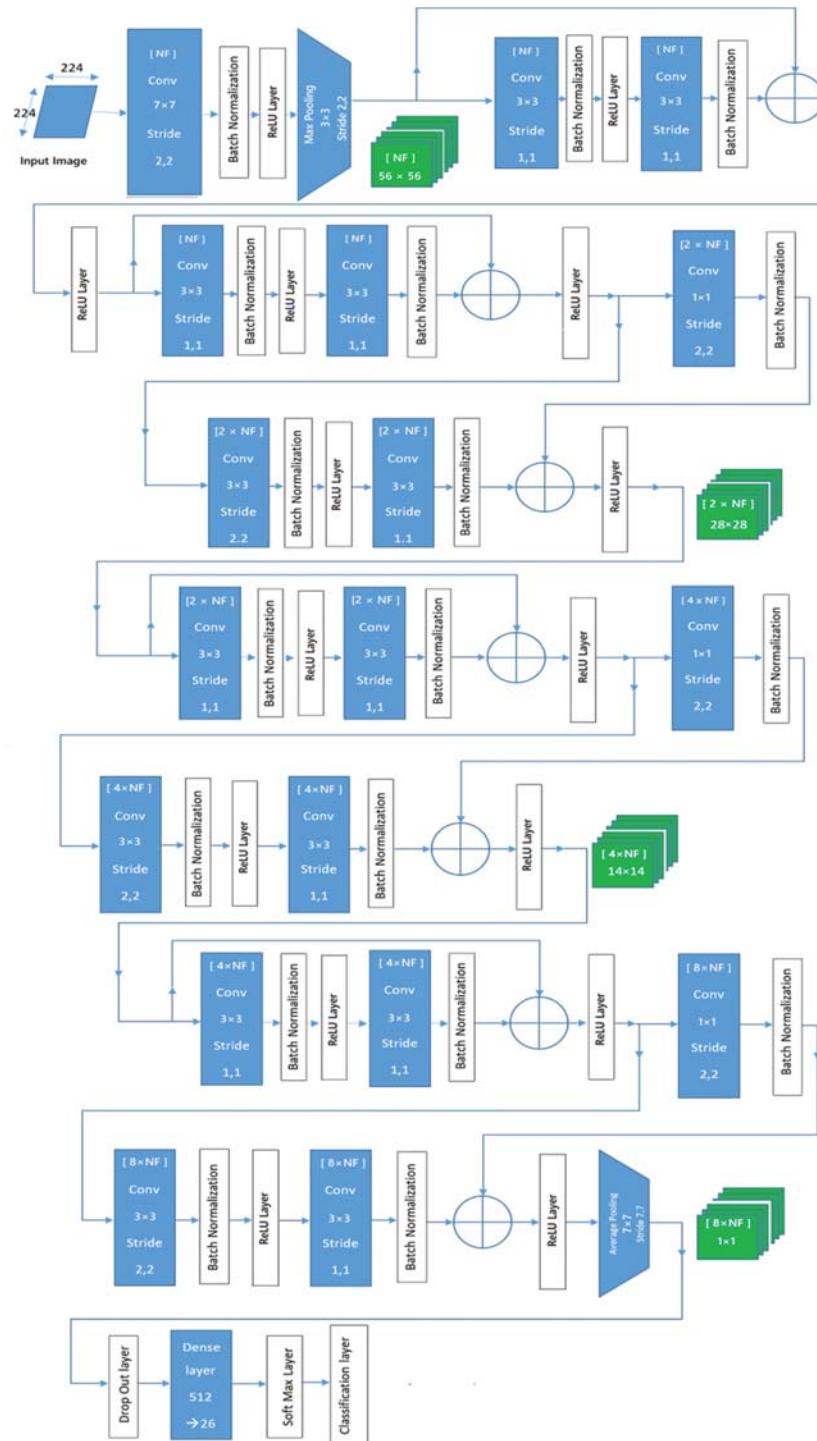 224
224
Input Image
[ NF ]
Conv
7×7
Stride
2,2
Batch Normalization
ReLU Layer
Max Pooling
3×3
Stride 2,2
[ NF ]
56 × 56
[ NF ]
Conv
3×3
Stride
1,1
Batch Normalization
ReLU Layer
[ NF ]
Conv
3×3
Stride
1,1
Batch Normalization
ReLU Layer
[ NF ]
Conv
3×3
Stride
1,1
Batch Normalization
ReLU Layer
[ NF ]
Conv
3×3
Stride
1,1
Batch Normalization
ReLU Layer
[2 × NF ]
Conv
1×1
Stride
2,2
Batch Normalization
[2 × NF ]
Conv
3×3
Stride
2.2
Batch Normalization
ReLU Layer
[2 × NF ]
Conv
3×3
Stride
1.1
Batch Normalization
ReLU Layer
[ 2 × NF ]
28×28
[2 × NF ]
Conv
3×3
Stride
1,1
Batch Normalization
ReLU Layer
[2 × NF ]
Conv
3×3
Stride
1,1
Batch Normalization
ReLU Layer
[4 × NF ]
Conv
1×1
Stride
2,2
Batch Normalization
[ 4×NF ]
Conv
3×3
Stride
2,2
Batch Normalization
ReLU Layer
[ 4×NF ]
Conv
3×3
Stride
1,1
Batch Normalization
ReLU Layer
[ 4×NF ]
14×14
[ 4×NF ]
Conv
3×3
Stride
1,1
Batch Normalization
ReLU Layer
[ 4×NF ]
Conv
3×3
Stride
1,1
Batch Normalization
ReLU Layer
[ 8×NF ]
Conv
1×1
Stride
2,2
Batch Normalization
[ 8×NF ]
Conv
3×3
Stride
2,2
Batch Normalization
ReLU Layer
[ 8×NF ]
Conv
3×3
Stride
1,1
Batch Normalization
ReLU Layer
Average Pooling
7×7
Stride 7,7
[ 8×NF ]
1×1
Drop Out layer
Dense
layer
512
→26
Soft Max Layer
Classification layer